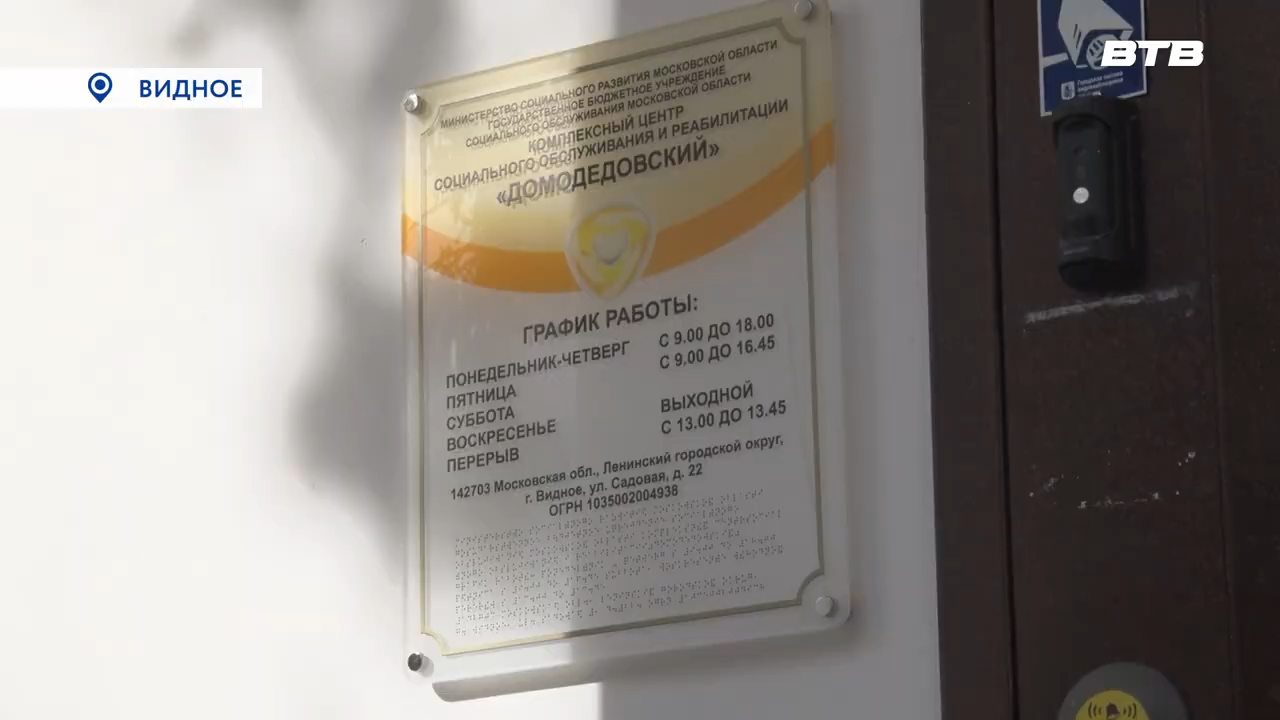 ВИДНОЕ
ВТВ
МИНИСТЕРСТВО СОЦИАЛЬНОГО РАЗВИТИЯ МОСКОВСКОЙ ОБЛАСТИ
ГОСУДАРСТВЕННОЕ БЮДЖЕТНОЕ УЧРЕЖДЕНИЕ
СОЦИАЛЬНОГО ОБСЛУЖИВАНИЯ МОСКОВСКОЙ ОБЛАСТИ
КОМПЛЕКСНЫЙ ЦЕНТР
СОЦИАЛЬНОГО ОБСЛУЖИВАНИЯ И РЕАБИЛИТАЦИИ
«ДОМОДЕДОВСКИЙ»
ГРАФИК РАБОТЫ:
ПОНЕДЕЛЬНИК-ЧЕТВЕРГ С 9.00 ДО 18.00
ПЯТНИЦА С 9.00 ДО 16.45
СУББОТА
ВОСКРЕСЕНЬЕ ВЫХОДНОЙ
ПЕРЕРЫВ С 13.00 ДО 13.45
142703 Московская обл., Ленинский городской округ,
г. Видное, ул. Садовая, д. 22
ОГРН 1035002004938